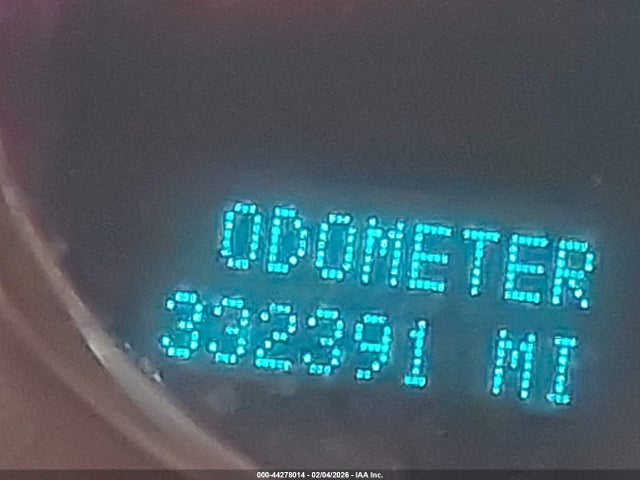 ODOMETER
332391 MI
000-44278014 - 02/04/2026 - IAA Inc.